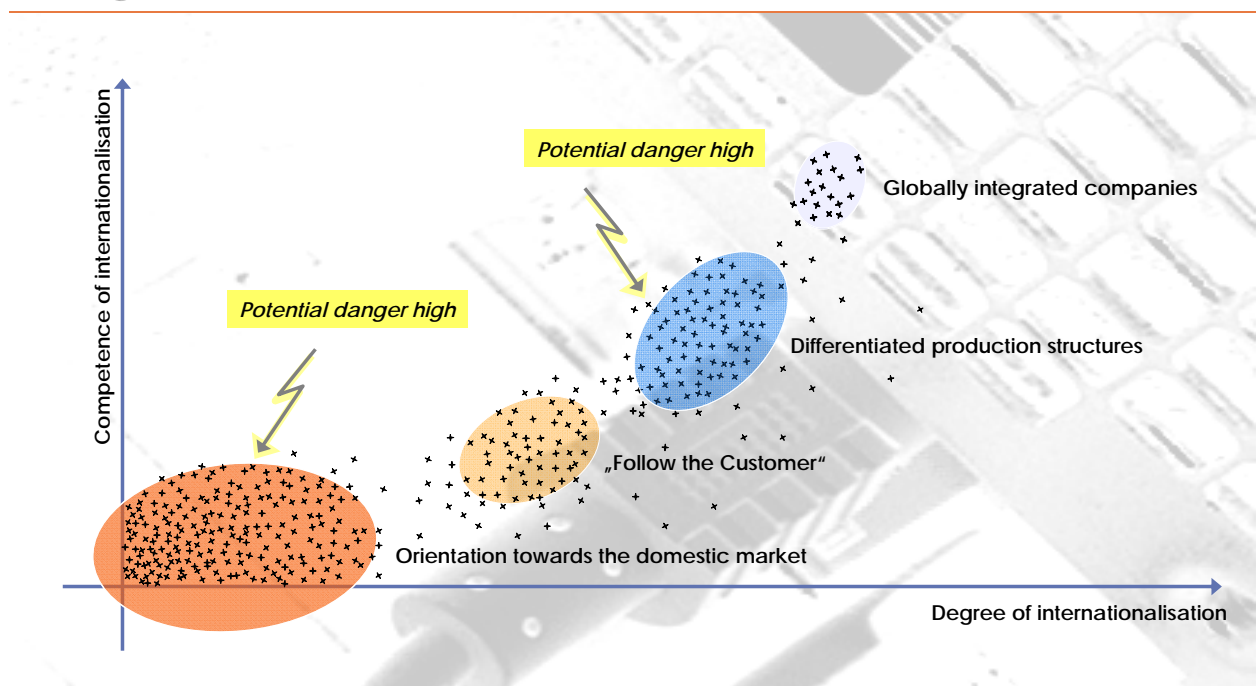 Competence of internationalisation
Potential danger high
Globally integrated companies
Potential danger high
Differentiated production structures
„Follow the Customer“
Orientation towards the domestic market
Degree of internationalisation